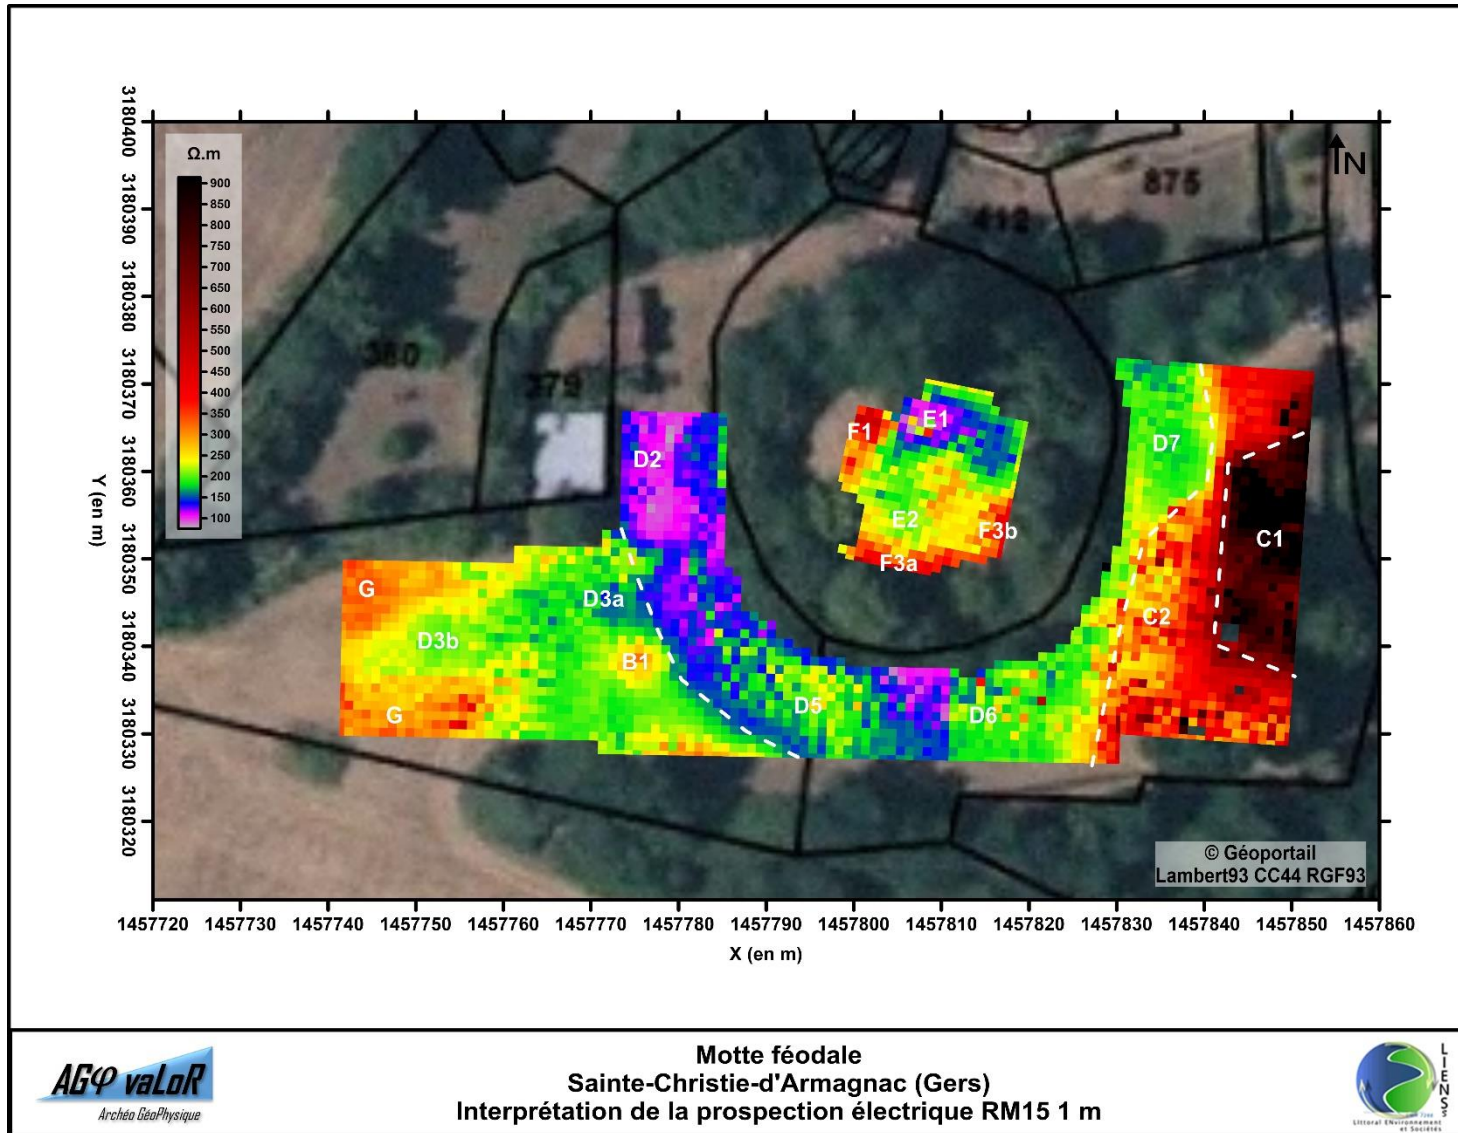 3180400
3180390
3180380
3180370
3180360
3180350
3180340
3180330
3180320
Y (en m)
Ω.m
900
850
800
750
700
650
600
550
500
450
400
350
300
250
200
150
100
N
875
412
380
379
F1
E1
D7
D2
E2
F3b
F3a
C1
G
D3a
C2
D3b
B1
D5
D6
G
© Géoportail
Lambert93 CC44 RGF93
1457720 1457730 1457740 1457750 1457760 1457770 1457780 1457790 1457800 1457810 1457820 1457830 1457840 1457850 1457860
X (en m)
AGφ vaLoR
Archéo GéoPhysique
Motte féodale
Sainte-Christie-d'Armagnac (Gers)
Interprétation de la prospection électrique RM15 1 m
LIENSs
Littoral ENvironnement
et Sociétés